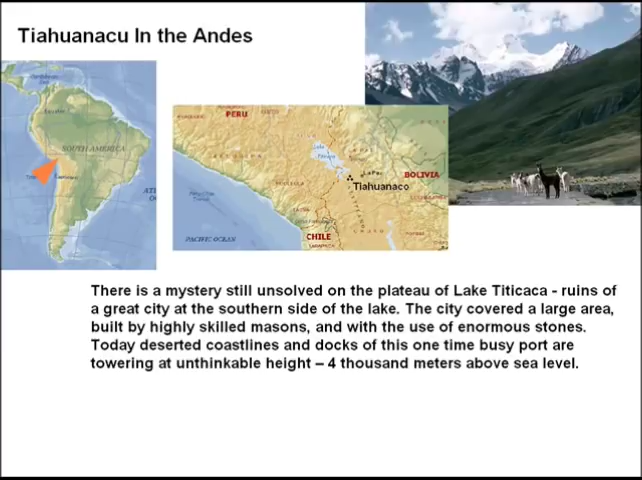 Tiahuanacu In the Andes
SOUTH AMERICA
PERU
Lake
La Paz
BOLIVIA
Tiahuanaco
PACIFIC OCEAN
CHILE
There is a mystery still unsolved on the plateau of Lake Titicaca - ruins of
a great city at the southern side of the lake. The city covered a large area,
built by highly skilled masons, and with the use of enormous stones.
Today deserted coastlines and docks of this one time busy port are
towering at unthinkable height – 4 thousand meters above sea level.